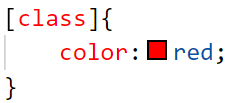 [class]{
    color: red;
}